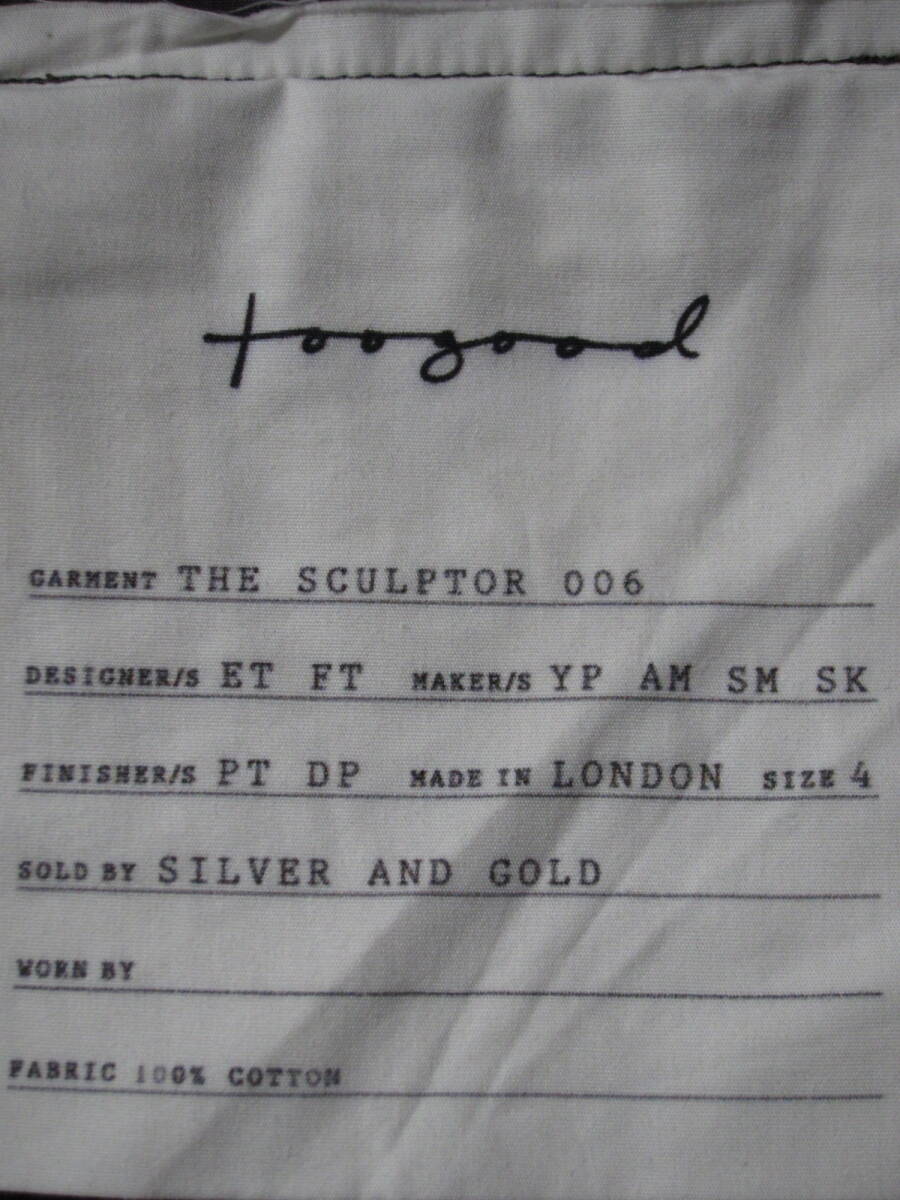 toogood
GARMENT THE SCULPTOR 006
DESIGNER/S ET FT MAKER/S YP AM SM SK
FINISHER/S PT DP MADE IN LONDON SIZE 4
SOLD BY SILVER AND GOLD
WORN BY
FABRIC 100% COTTON